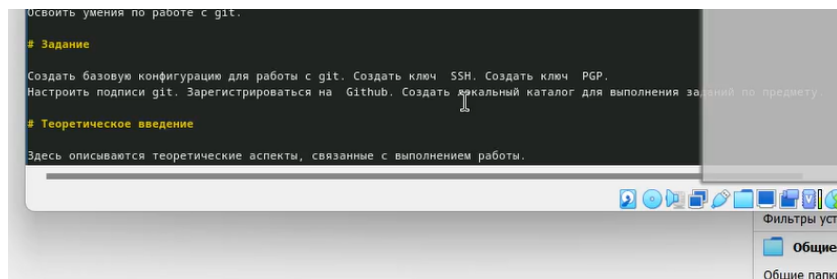 Освоить умения по работе с git.
# Задание
Создать базовую конфигурацию для работы с git. Создать ключ  SSH. Создать ключ  PGP.
Настроить подписи git. Зарегистрироваться на  Github. Создать локальный каталог для выполнения заданий по предмету.
# Теоретическое введение
Здесь описываются теоретические аспекты, связанные с выполнением работы.
Фильтры уст
Общие
Общие папки